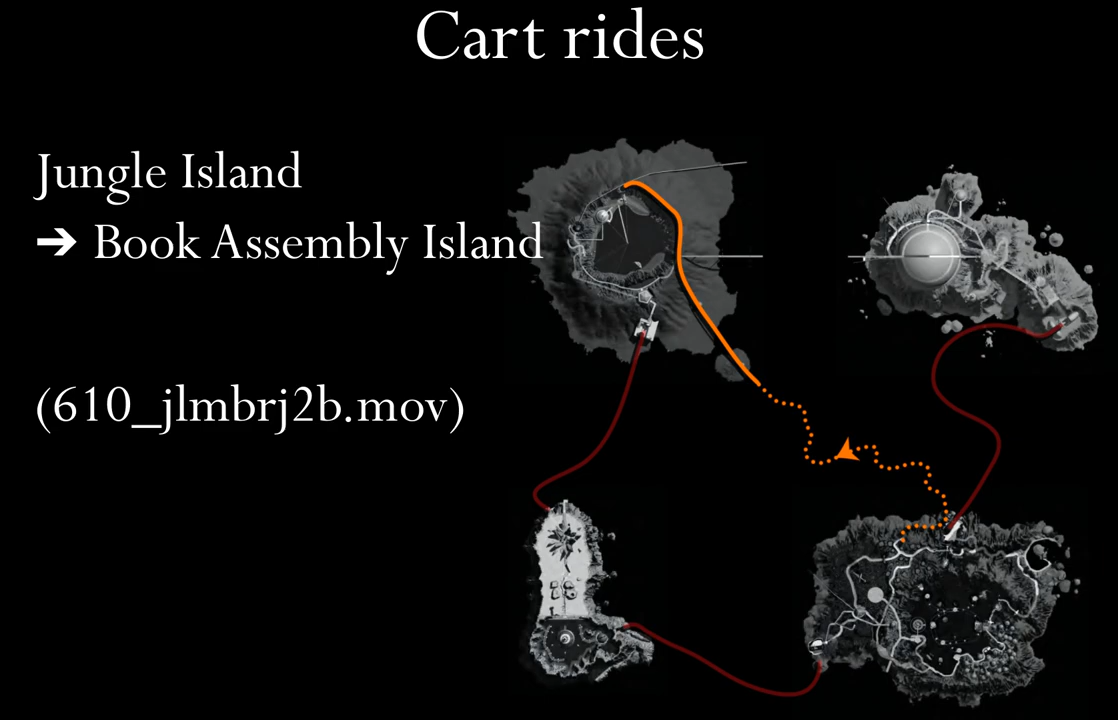 Cart rides
Jungle Island
➔ Book Assembly Island
(610_jlmbrj2b.mov)